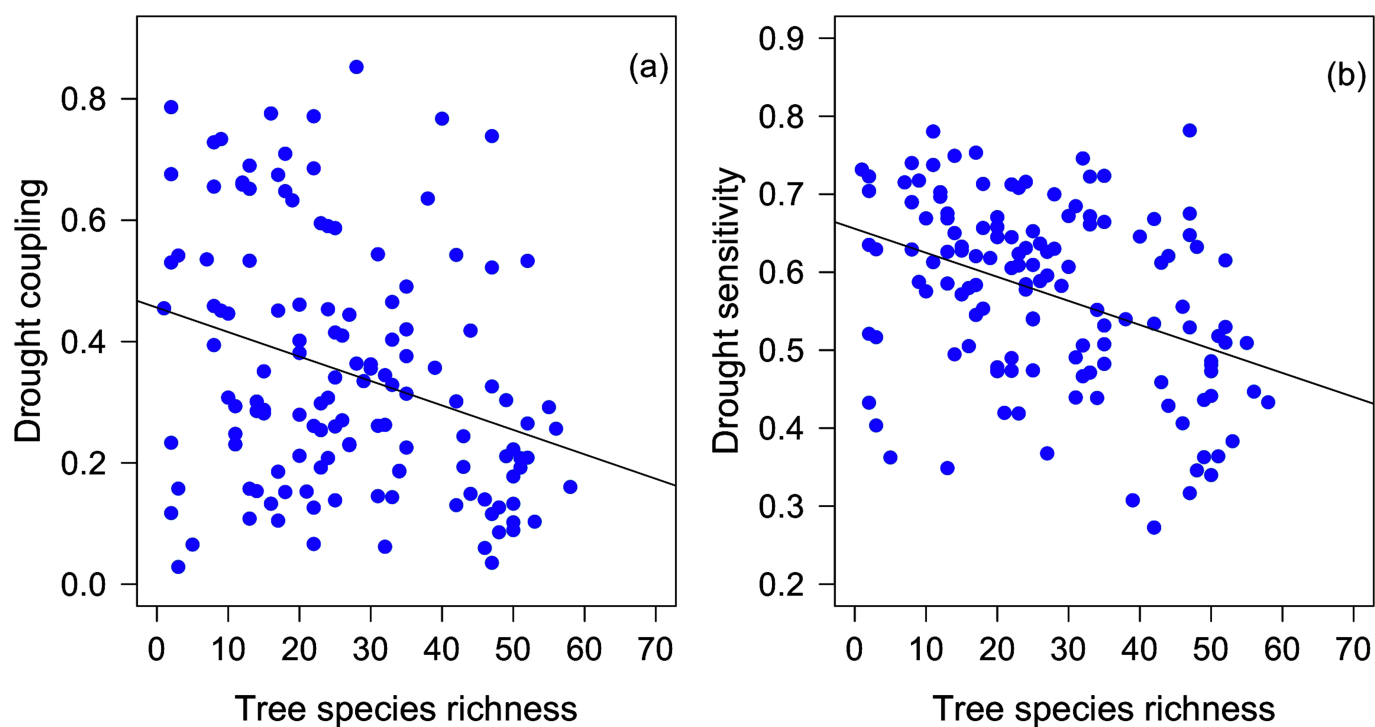 (a)
Drought coupling
0.8
0.6
0.4
0.2
0.0
0 10 20 30 40 50 60 70
Tree species richness
(b)
Drought sensitivity
0.9
0.8
0.7
0.6
0.5
0.4
0.3
0.2
0 10 20 30 40 50 60 70
Tree species richness